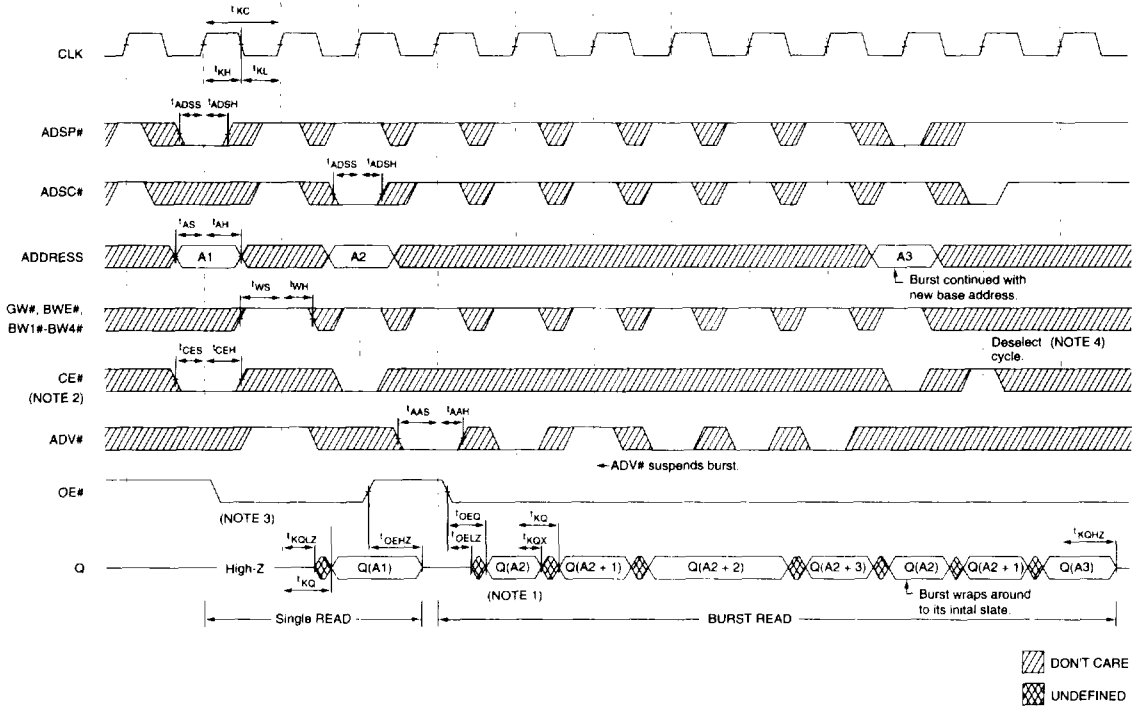 tKC
CLK
tKH tKL
tADSS tADSH
ADSP#
tADSS tADSH
ADSC#
tAS tAH
ADDRESS
A1
A2
A3
Burst continued with
new base address.
tWS tWH
GW#, BWE#,
BW1#-BW4#
Deselect (NOTE 4)
cycle.
tCES tCEH
CE#
(NOTE 2)
tAAS tAAH
ADV#
ADV# suspends burst.
OE#
(NOTE 3)
tKQLZ
tOEHZ
tOEQ
tOELZ
tKQ
tKQX
tKQHZ
Q
High-Z
Q(A1)
Q(A2)
Q(A2 + 1)
Q(A2 + 2)
Q(A2 + 3)
Q(A2)
Q(A2 + 1)
Q(A3)
tKQ
(NOTE 1)
Burst wraps around
to its inital state.
Single READ
BURST READ
DON'T CARE
UNDEFINED